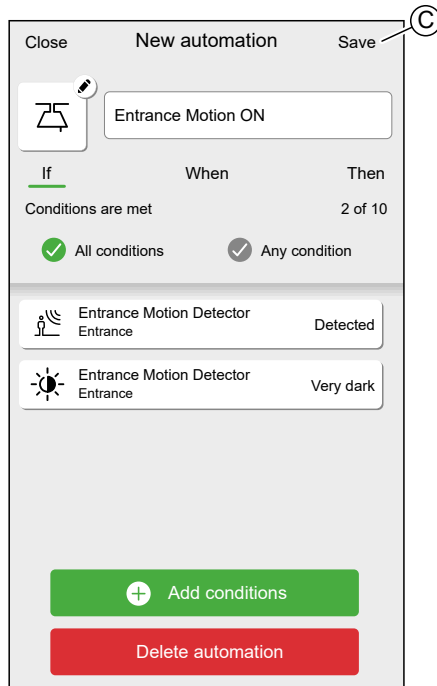 Close New automation Save C
Entrance Motion ON
If When Then
Conditions are met 2 of 10
All conditions Any condition
Entrance Motion Detector
Entrance Detected
Entrance Motion Detector
Entrance Very dark
Add conditions
Delete automation